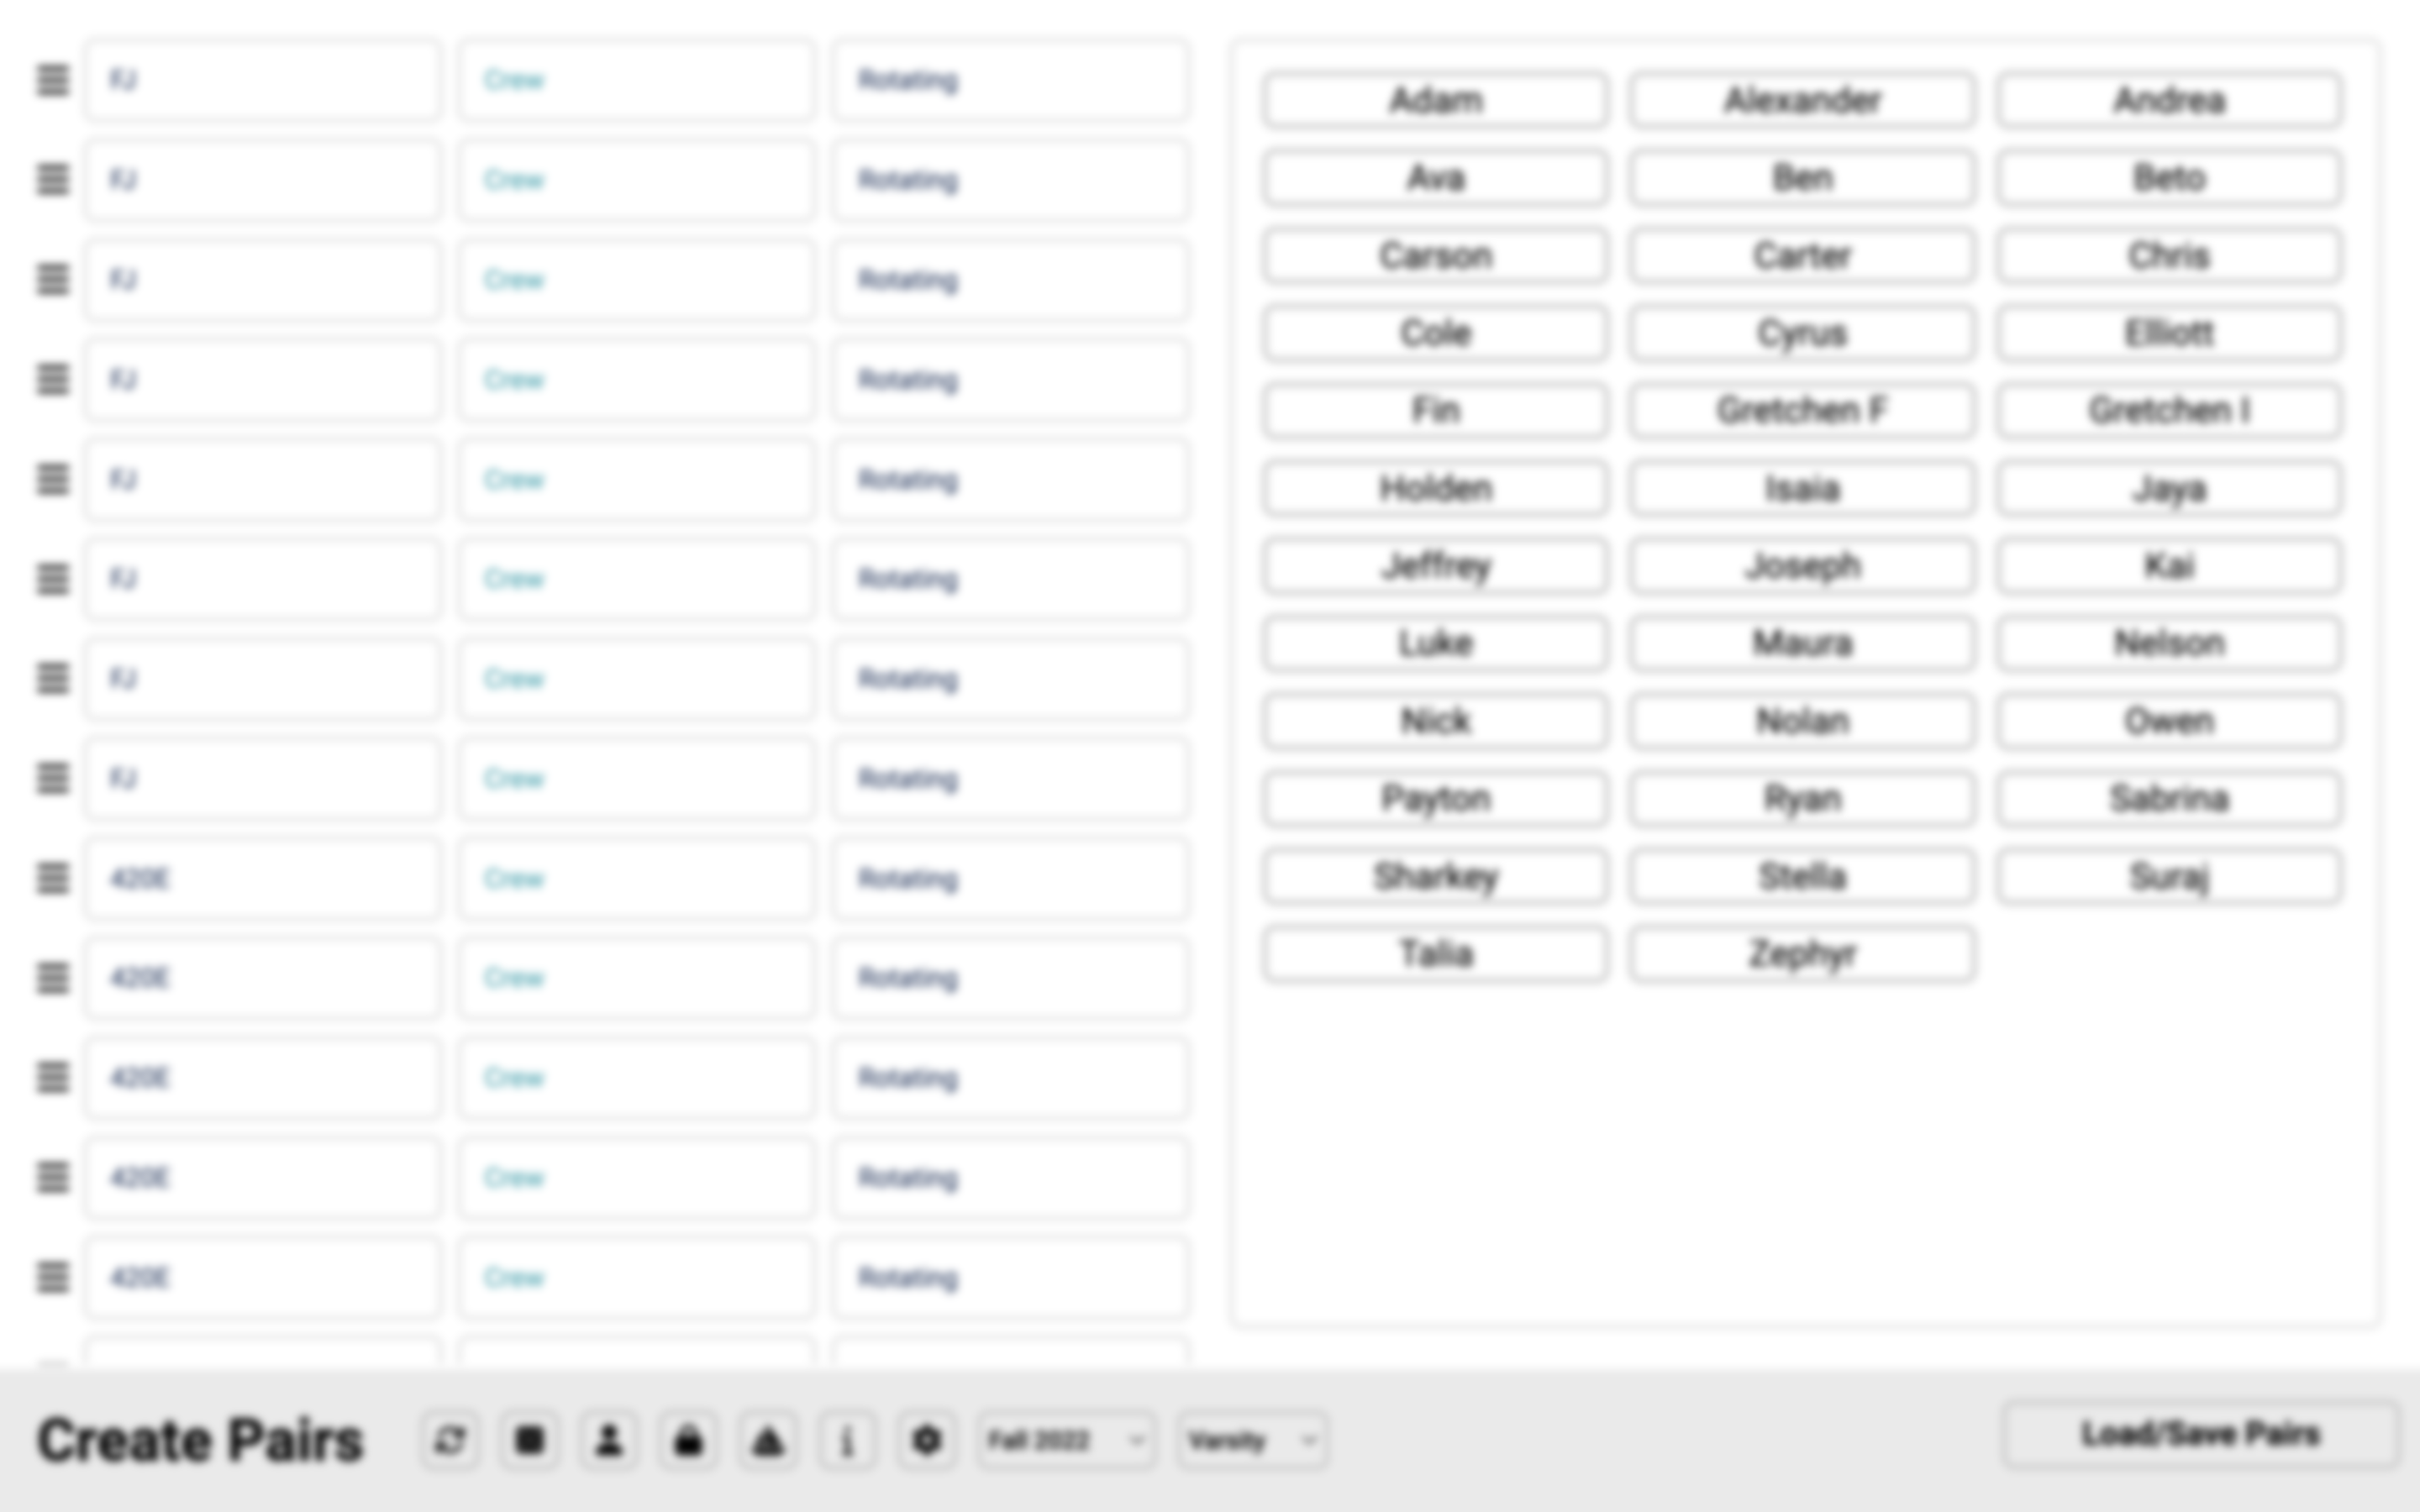 FJ Crew Rotating
FJ Crew Rotating
FJ Crew Rotating
FJ Crew Rotating
FJ Crew Rotating
FJ Crew Rotating
FJ Crew Rotating
FJ Crew Rotating
420E Crew Rotating
420E Crew Rotating
420E Crew Rotating
420E Crew Rotating
420E Crew Rotating
Adam Alexander Andrea
Ava Ben Beto
Carson Carter Chris
Cole Cyrus Elliott
Fin Gretchen F Gretchen I
Holden Isaia Jaya
Jeffrey Joseph Kai
Luke Maura Nelson
Nick Nolan Owen
Payton Ryan Sabrina
Sharkey Stella Suraj
Talia Zephyr
Create Pairs Fall 2022 Varsity Load/Save Pairs